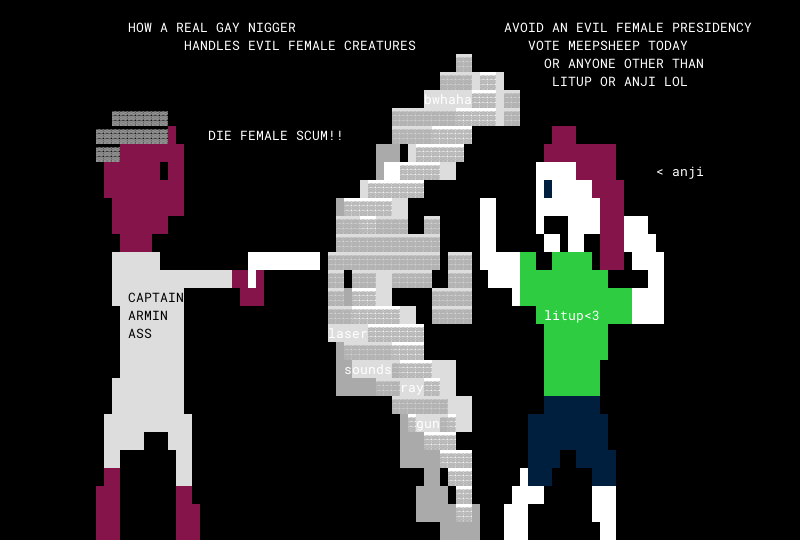 HOW A REAL GAY NIGGER
HANDLES EVIL FEMALE CREATURES
AVOID AN EVIL FEMALE PRESIDENCY
VOTE MEEPSHEEP TODAY
OR ANYONE OTHER THAN
LITUP OR ANJI LOL
bwhaha
DIE FEMALE SCUM!!
< anji
CAPTAIN
ARMIN
ASS
litup<3
laser
sounds
ray
gun